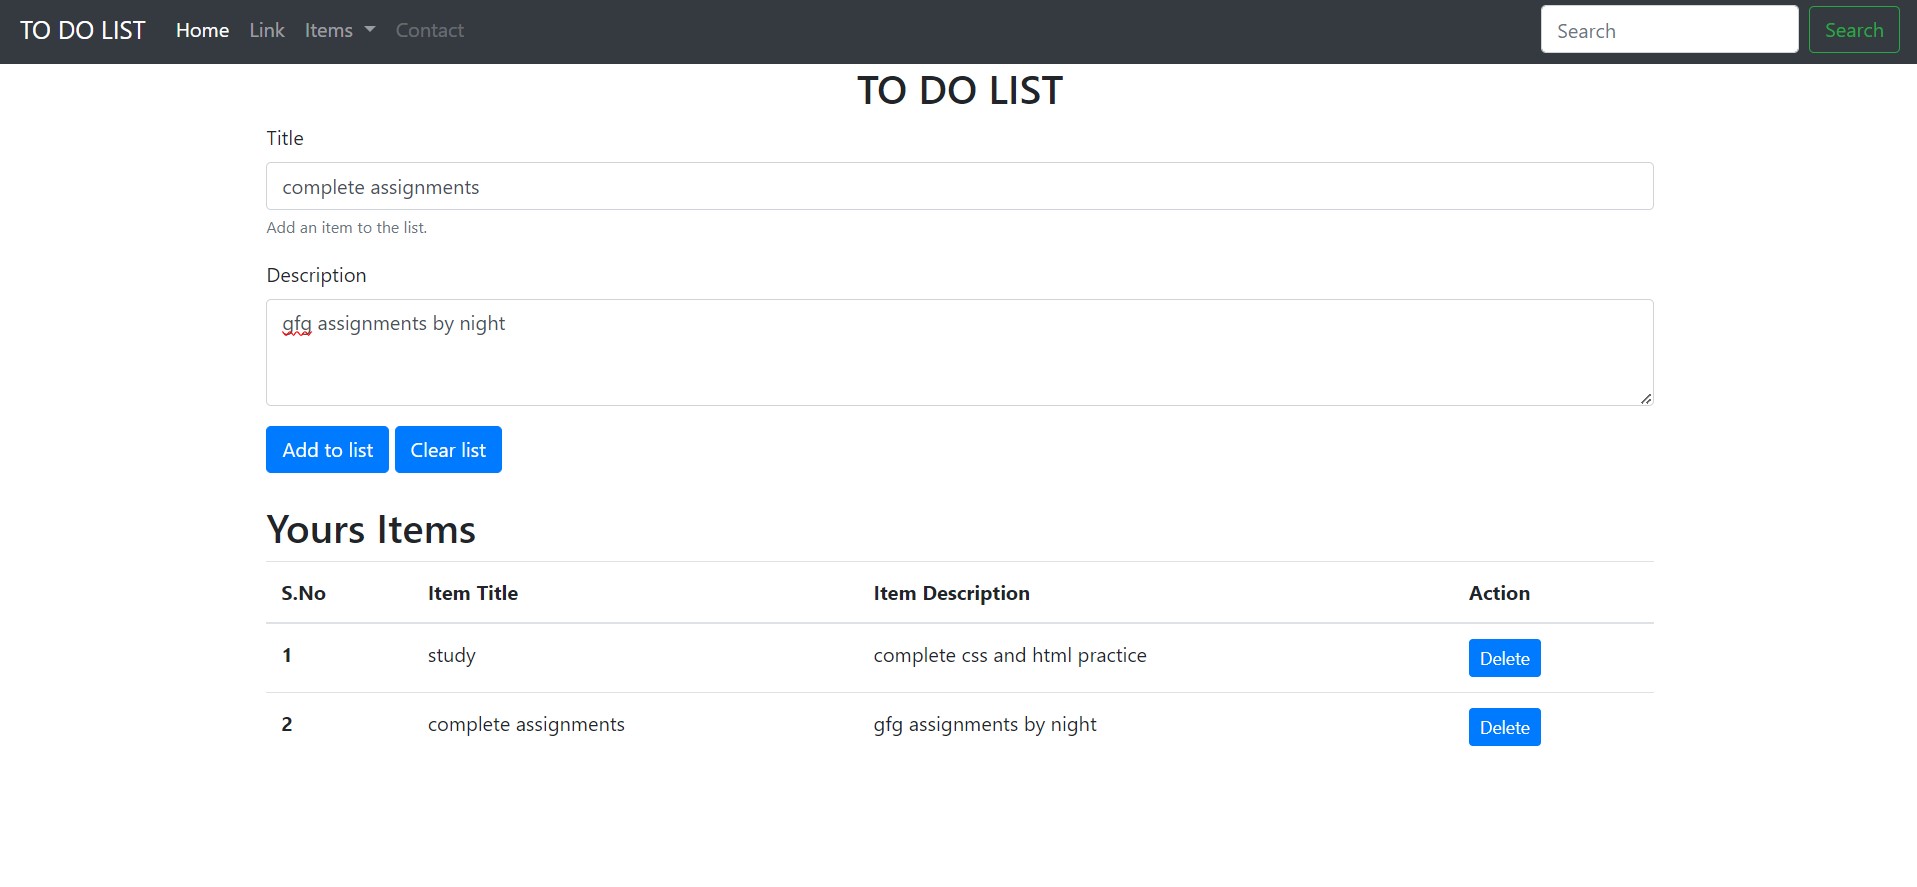 TO DO LIST Home Link Items Contact Search Search
TO DO LIST
Title
complete assignments
Add an item to the list.
Description
gfg assignments by night
Add to list Clear list
Yours Items
S.No Item Title Item Description Action
1 study complete css and html practice Delete
2 complete assignments gfg assignments by night Delete